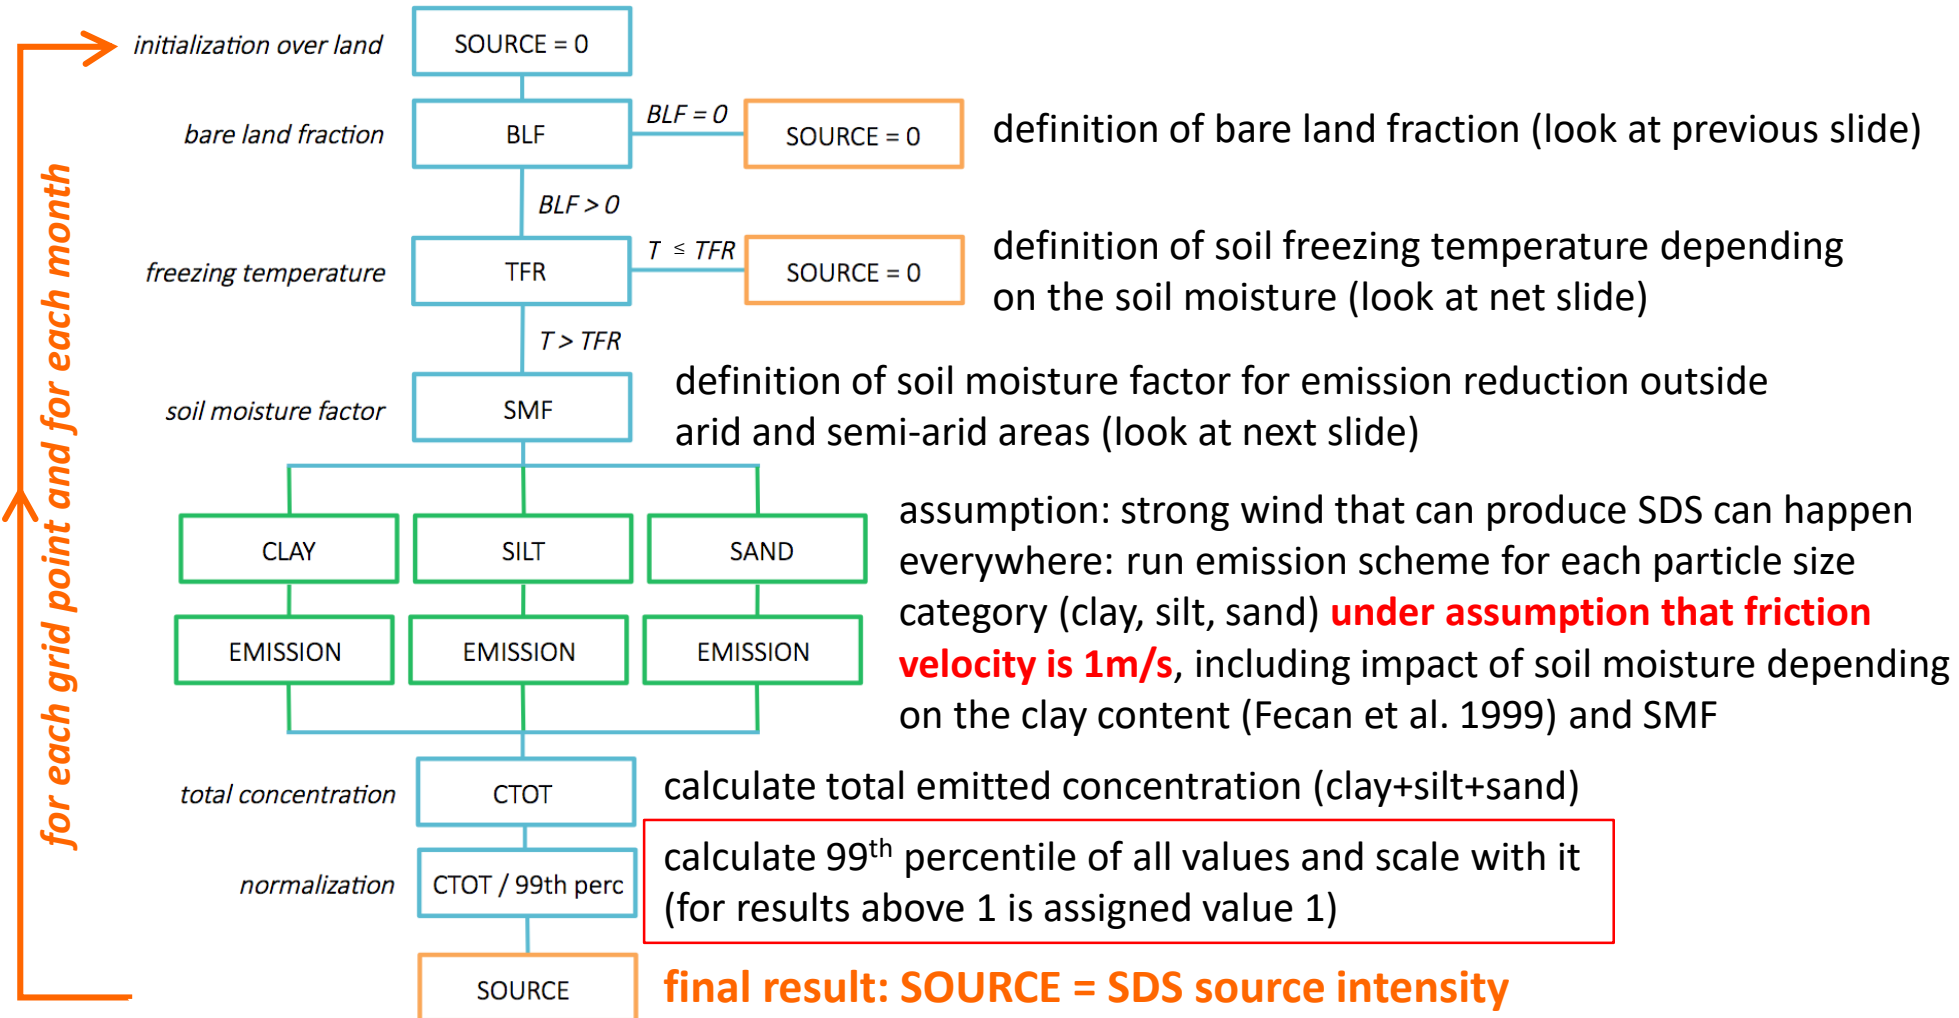 initialization over land
SOURCE = 0
bare land fraction
BLF
BLF = 0
SOURCE = 0
definition of bare land fraction (look at previous slide)
BLF > 0
freezing temperature
TFR
T ≤ TFR
SOURCE = 0
definition of soil freezing temperature depending
on the soil moisture (look at net slide)
T > TFR
soil moisture factor
SMF
definition of soil moisture factor for emission reduction outside
arid and semi-arid areas (look at next slide)
for each grid point and for each month
CLAY
SILT
SAND
EMISSION
EMISSION
EMISSION
assumption: strong wind that can produce SDS can happen
everywhere: run emission scheme for each particle size
category (clay, silt, sand) under assumption that friction
velocity is 1m/s, including impact of soil moisture depending
on the clay content (Fecan et al. 1999) and SMF
total concentration
CTOT
calculate total emitted concentration (clay+silt+sand)
normalization
CTOT / 99th perc
calculate 99th percentile of all values and scale with it
(for results above 1 is assigned value 1)
SOURCE
final result: SOURCE = SDS source intensity